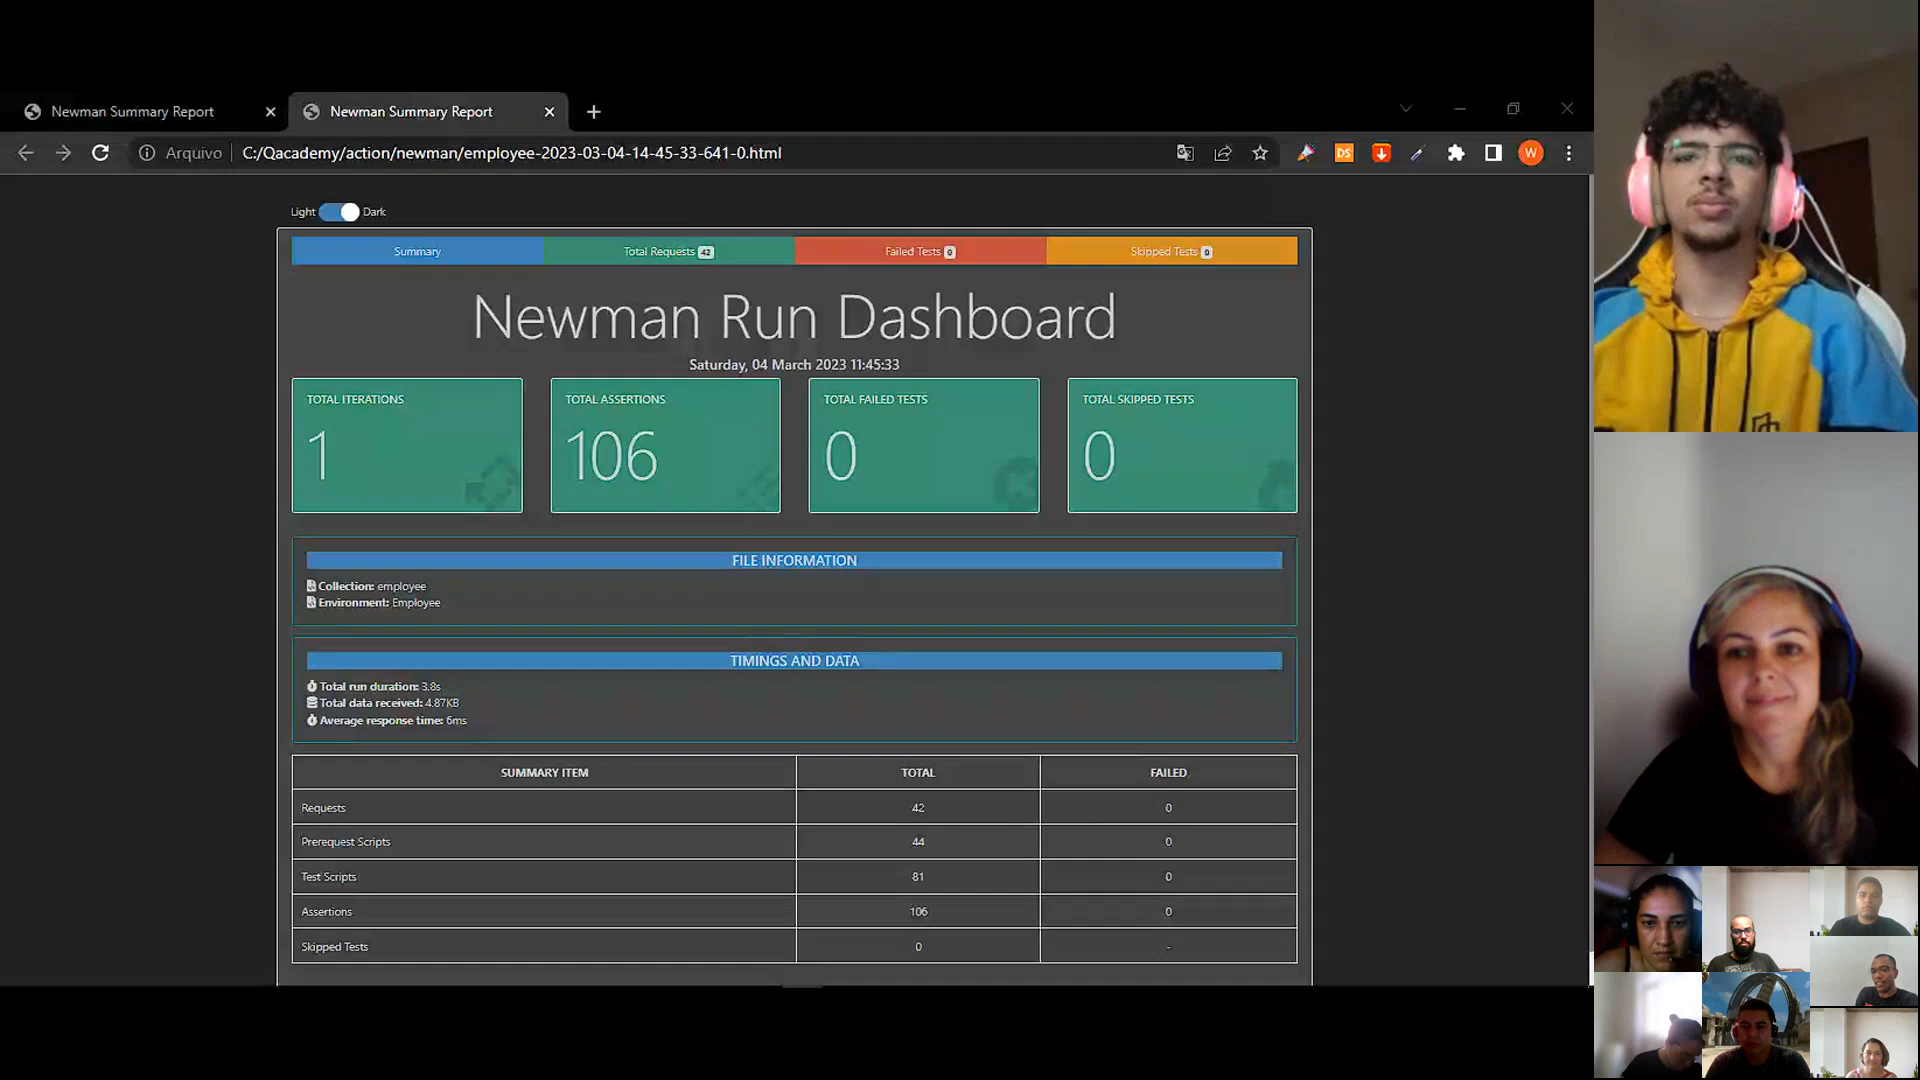 Newman Summary Report
Newman Summary Report
Arquivo C:/Qacademy/action/newman/employee-2023-03-04-14-45-33-641-0.html
DS
W
Light Dark
Summary Total Requests 42 Failed Tests 0 Skipped Tests 0
Newman Run Dashboard
Saturday, 04 March 2023 11:45:33
TOTAL ITERATIONS
1
TOTAL ASSERTIONS
106
TOTAL FAILED TESTS
0
TOTAL SKIPPED TESTS
0
FILE INFORMATION
Collection: employee
Environment: Employee
TIMINGS AND DATA
Total run duration: 3.8s
Total data received: 4.87KB
Average response time: 6ms
SUMMARY ITEM TOTAL FAILED
Requests 42 0
Prerequest Scripts 44 0
Test Scripts 81 0
Assertions 106 0
Skipped Tests 0 -